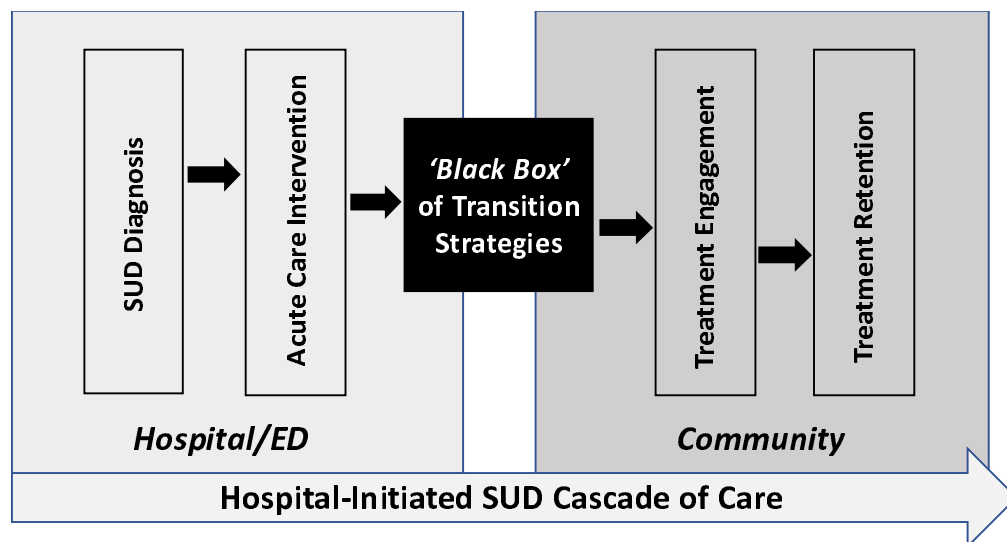 SUD Diagnosis
Acute Care Intervention
‘Black Box’
of Transition
Strategies
Treatment Engagement
Treatment Retention
Hospital/ED
Community
Hospital-Initiated SUD Cascade of Care